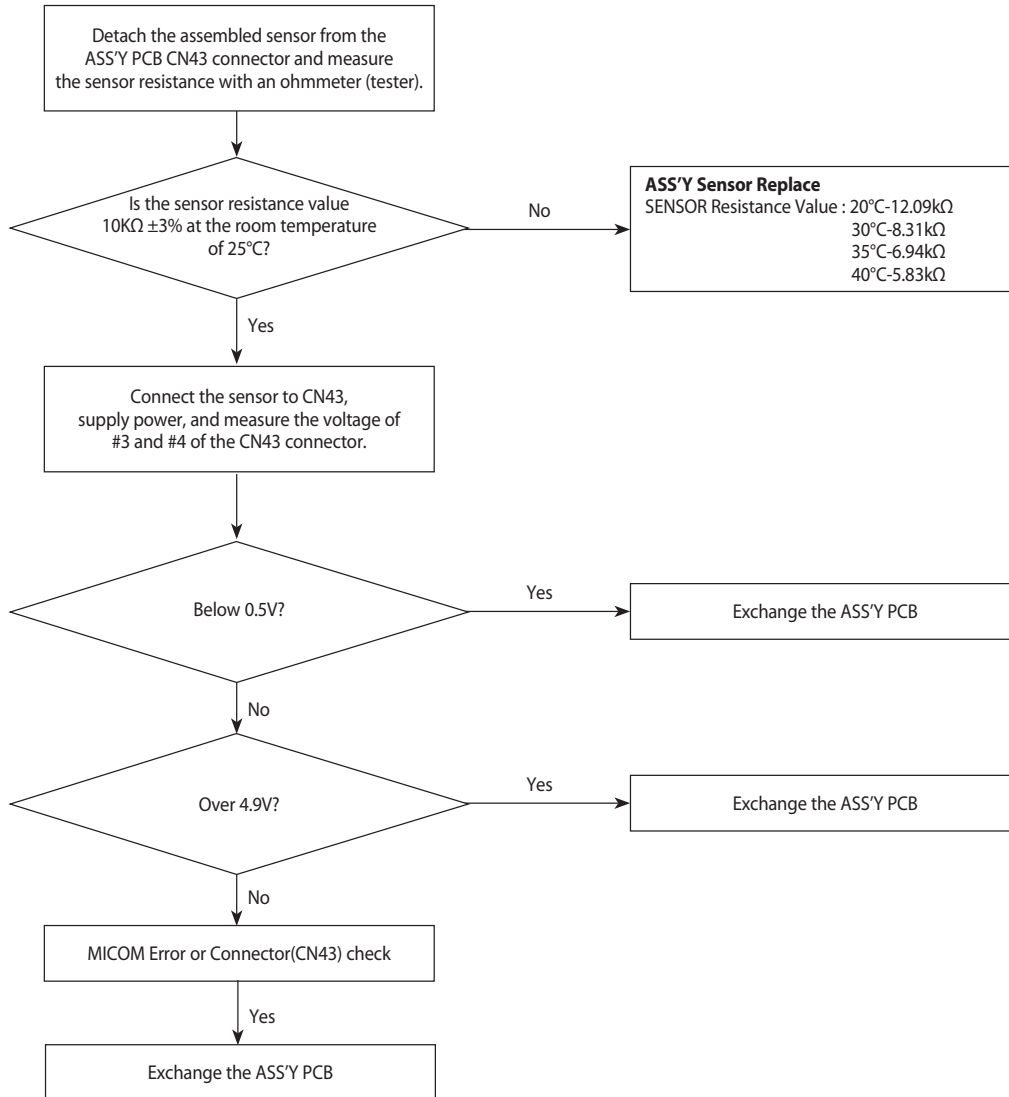 Detach the assembled sensor from the
ASS'Y PCB CN43 connector and measure
the sensor resistance with an ohmmeter (tester).
Is the sensor resistance value
10KΩ ±3% at the room temperature
of 25°C?
No
ASS'Y Sensor Replace
SENSOR Resistance Value : 20°C-12.09kΩ
30°C-8.31kΩ
35°C-6.94kΩ
40°C-5.83kΩ
Yes
Connect the sensor to CN43,
supply power, and measure the voltage of
#3 and #4 of the CN43 connector.
Below 0.5V?
Yes
Exchange the ASS'Y PCB
No
Over 4.9V?
Yes
Exchange the ASS'Y PCB
No
MICOM Error or Connector(CN43) check
Yes
Exchange the ASS'Y PCB